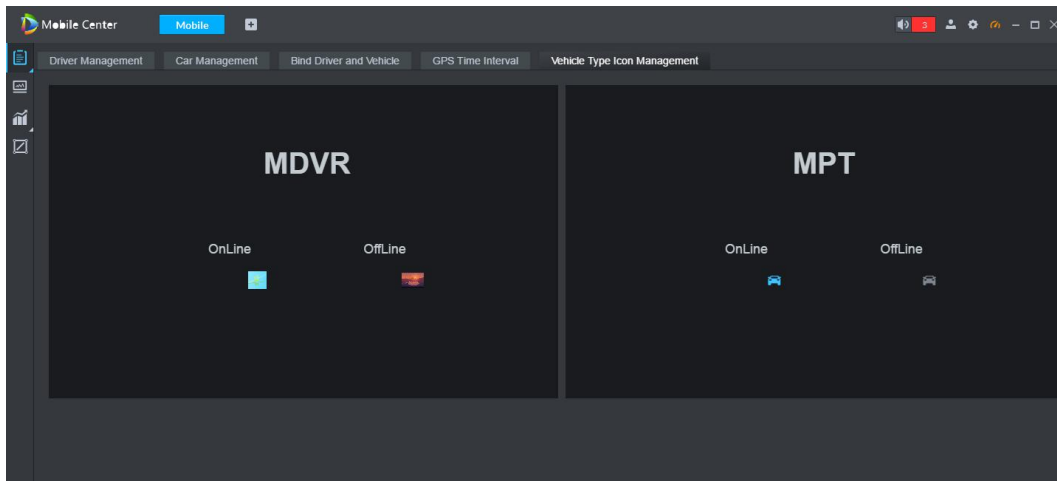 Mobile Center Mobile 3
Driver Management Car Management Bind Driver and Vehicle GPS Time Interval Vehicle Type Icon Management
MDVR MPT
OnLine OffLine OnLine OffLine